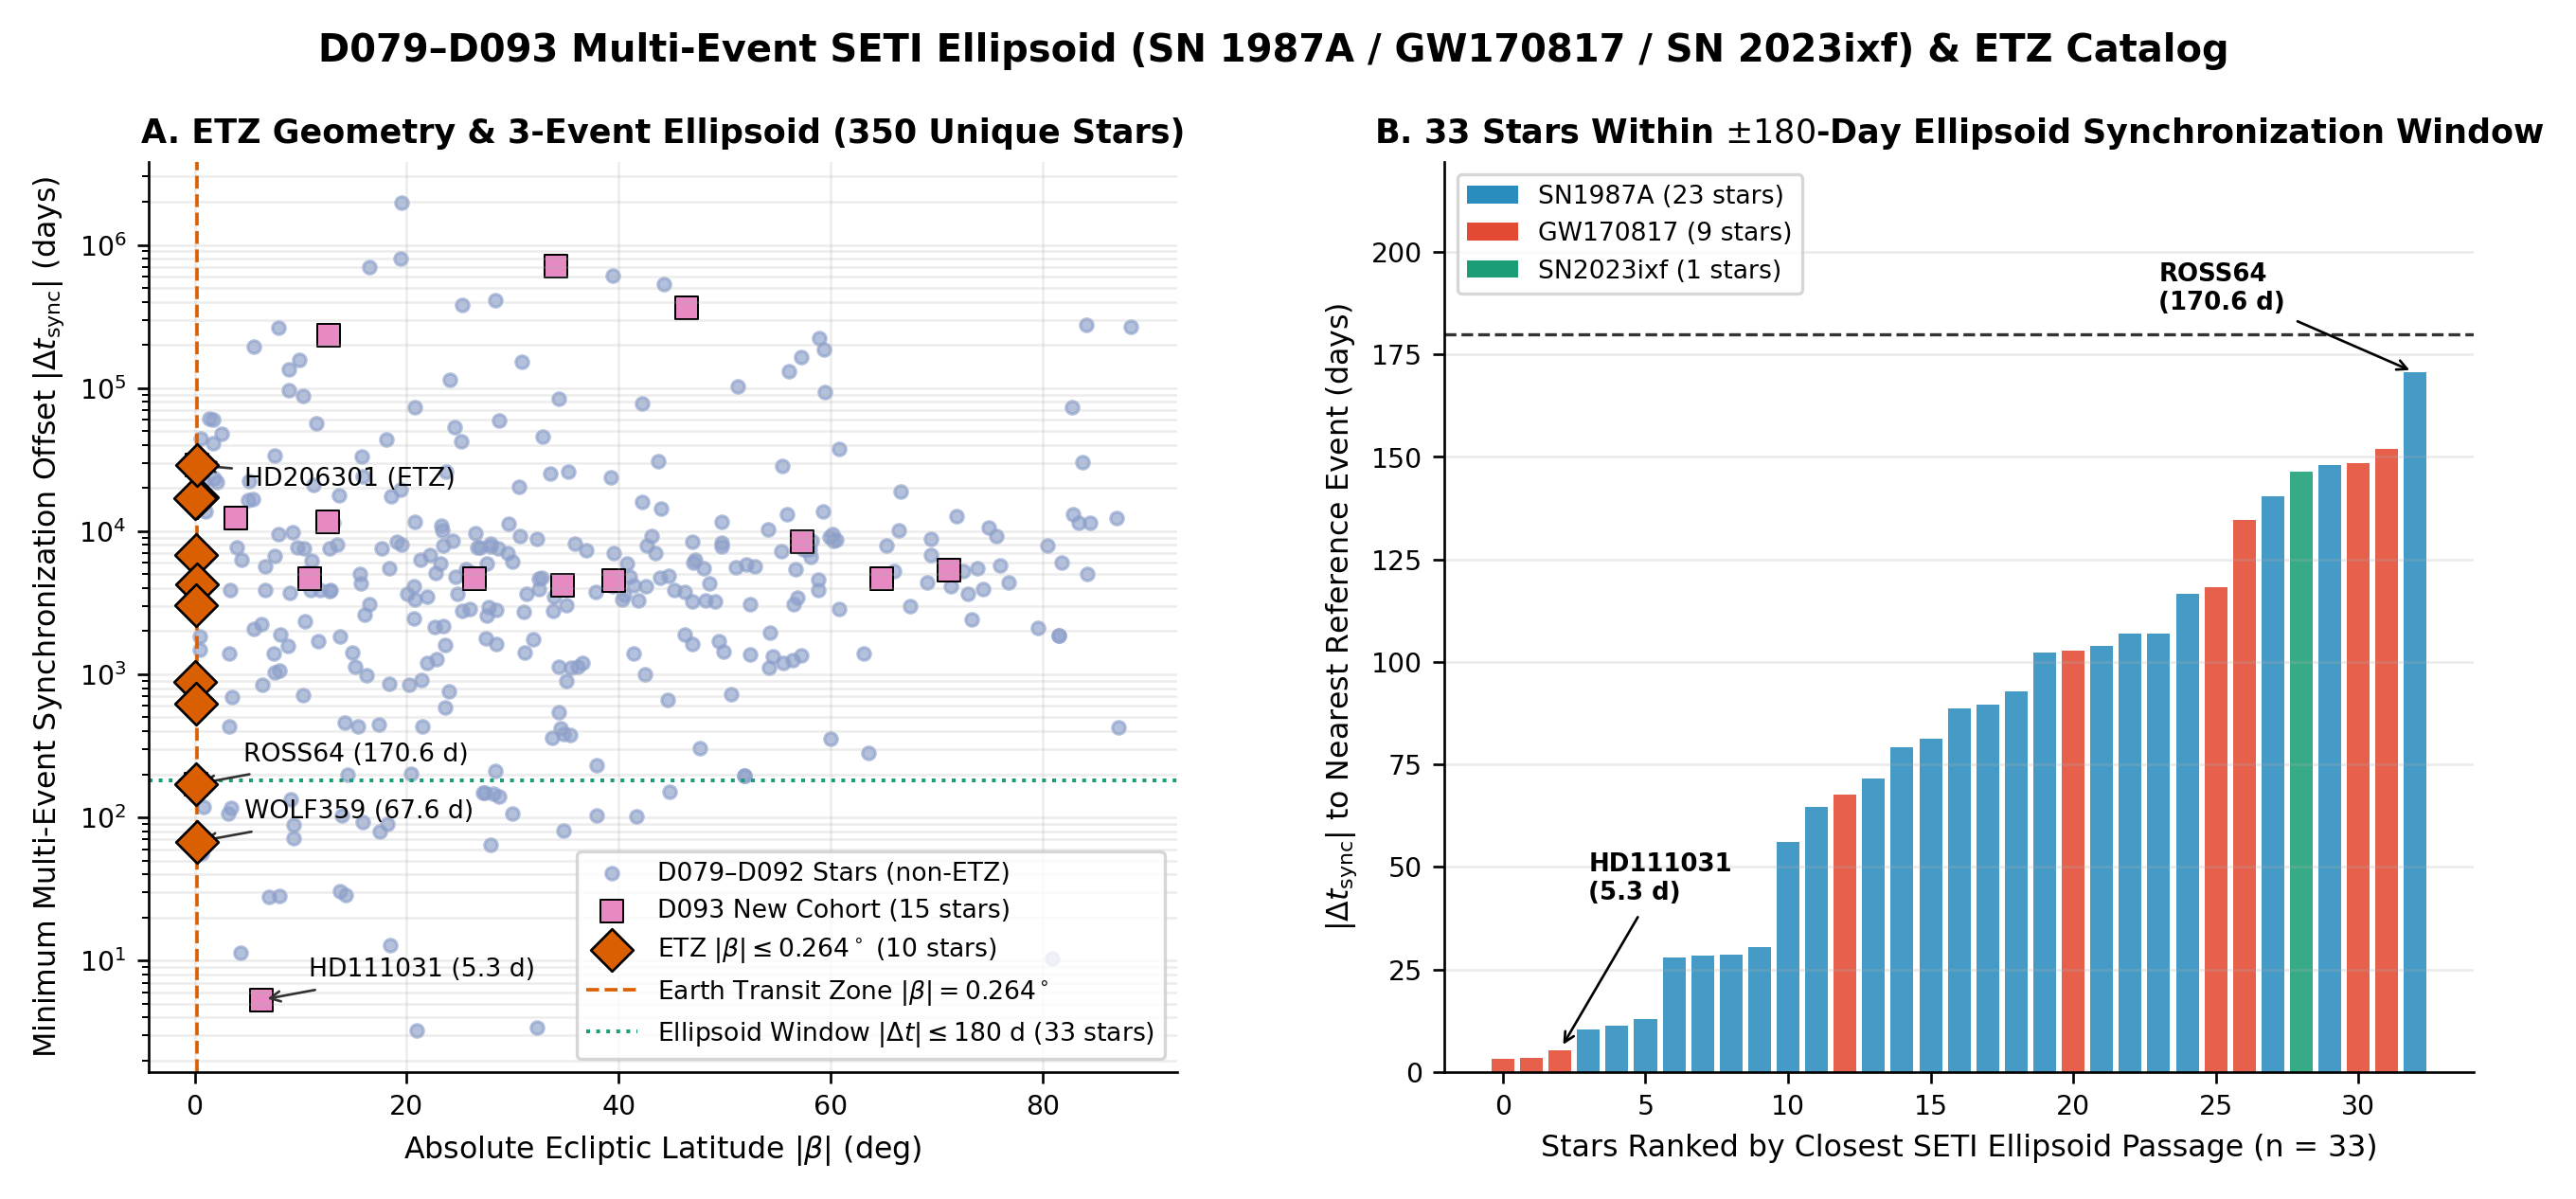 D079–D093 Multi-Event SETI Ellipsoid (SN 1987A / GW170817 / SN 2023ixf) & ETZ Catalog
A. ETZ Geometry & 3-Event Ellipsoid (350 Unique Stars)
Minimum Multi-Event Synchronization Offset |Δt_sync| (days)
10^6
10^5
10^4
10^3
10^2
10^1
HD206301 (ETZ)
ROSS64 (170.6 d)
WOLF359 (67.6 d)
HD111031 (5.3 d)
D079–D092 Stars (non-ETZ)
D093 New Cohort (15 stars)
ETZ |β| ≤ 0.264° (10 stars)
Earth Transit Zone |β| = 0.264°
Ellipsoid Window |Δt| ≤ 180 d (33 stars)
0 20 40 60 80
Absolute Ecliptic Latitude |β| (deg)
B. 33 Stars Within ±180-Day Ellipsoid Synchronization Window
|Δt_sync| to Nearest Reference Event (days)
200
175
150
125
100
75
50
25
0
SN1987A (23 stars)
GW170817 (9 stars)
SN2023ixf (1 stars)
ROSS64
(170.6 d)
HD111031
(5.3 d)
0 5 10 15 20 25 30
Stars Ranked by Closest SETI Ellipsoid Passage (n = 33)